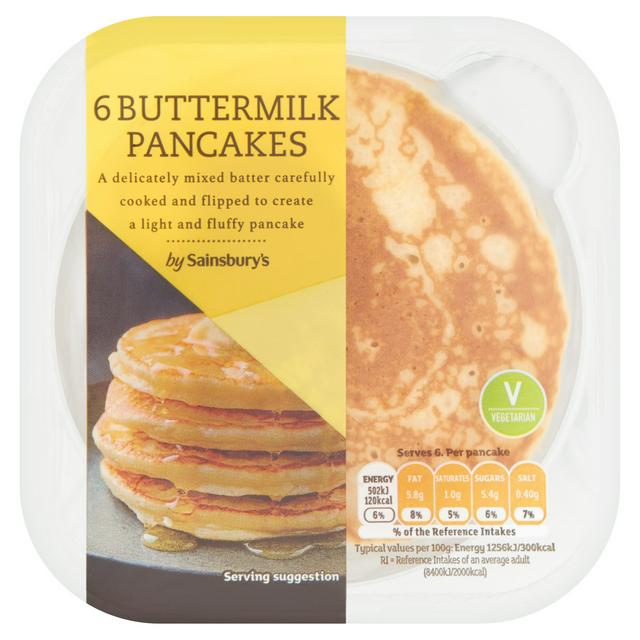 6 BUTTERMILK
PANCAKES
A delicately mixed batter carefully
cooked and flipped to create
a light and fluffy pancake
by Sainsbury's
V
VEGETARIAN
Serves 6. Per pancake
ENERGY FAT SATURATES SUGARS SALT
502kJ 5.8g 1.0g 5.4g 0.40g
120kcal
6% 8% 5% 6% 7%
% of the Reference Intakes
Typical values per 100g: Energy 1256kJ/300kcal
RI = Reference Intakes of an average adult
(8400kJ/2000kcal)
Serving suggestion